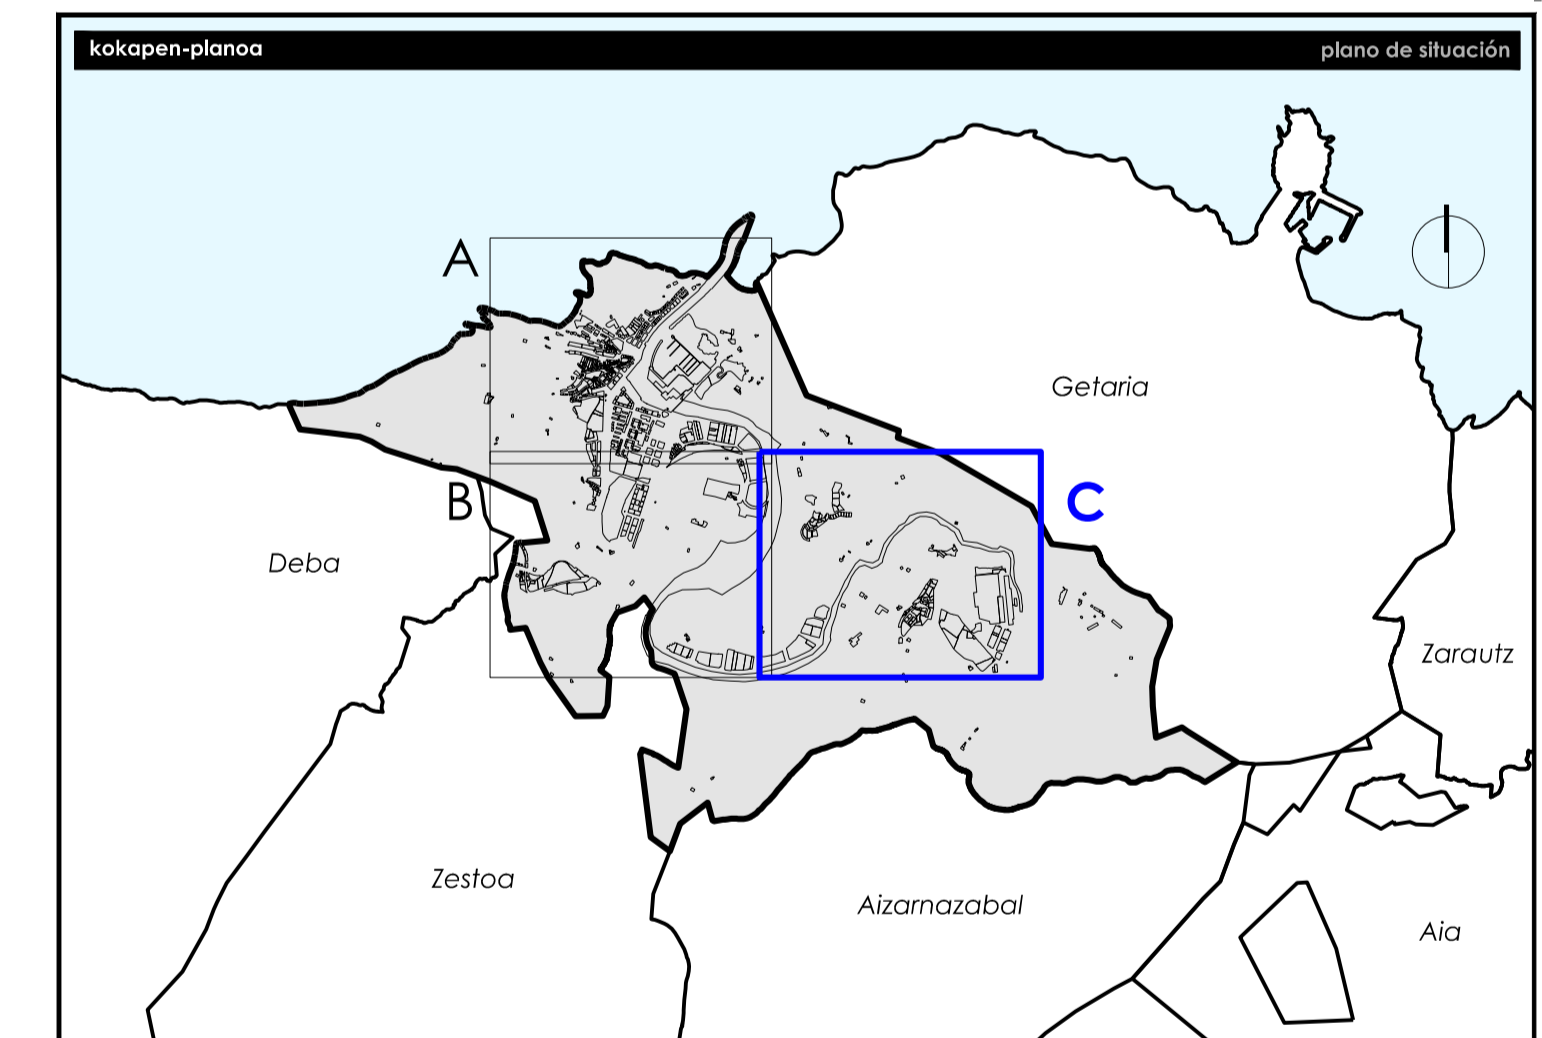 kokapen-planoa
plano de situación
A
Getaria
B
C
Deba
Zarautz
Zestoa
Aizarnazabal
Aia